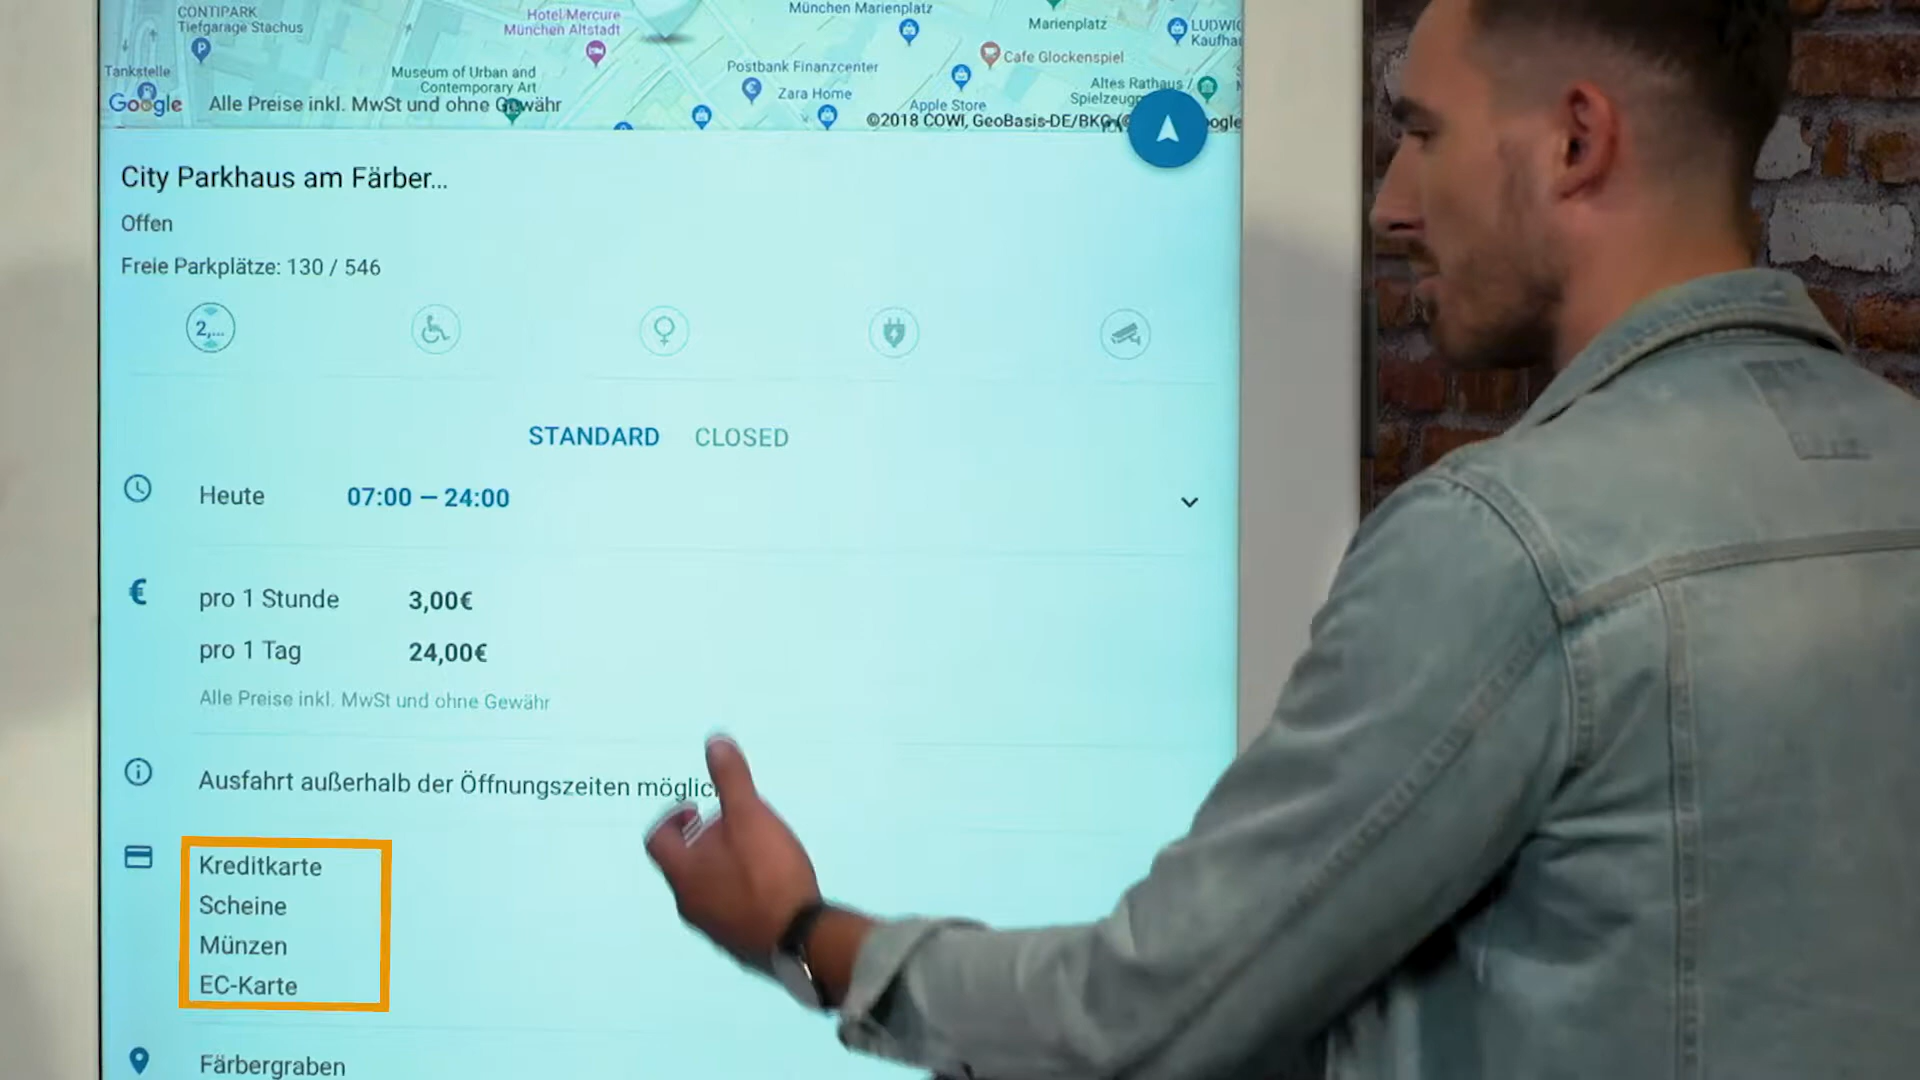 CONTIPARK
Tiefgarage Stachus
Hotel Mercure
München Altstadt
München Marienplatz
Marienplatz
Cafe Glockenspiel
Tankstelle
Museum of Urban and
Contemporary Art
Postbank Finanzcenter
Zara Home
Apple Store
Altes Rathaus /
Google
Alle Preise inkl. MwSt und ohne Gewähr
©2018 COWI, GeoBasis-DE/BKG
City Parkhaus am Färber...
Offen
Freie Parkplätze: 130 / 546
2,...
STANDARD CLOSED
Heute 07:00 – 24:00
€ pro 1 Stunde 3,00€
pro 1 Tag 24,00€
Alle Preise inkl. MwSt und ohne Gewähr
Ausfahrt außerhalb der Öffnungszeiten
Kreditkarte
Scheine
Münzen
EC-Karte
Färbergraben